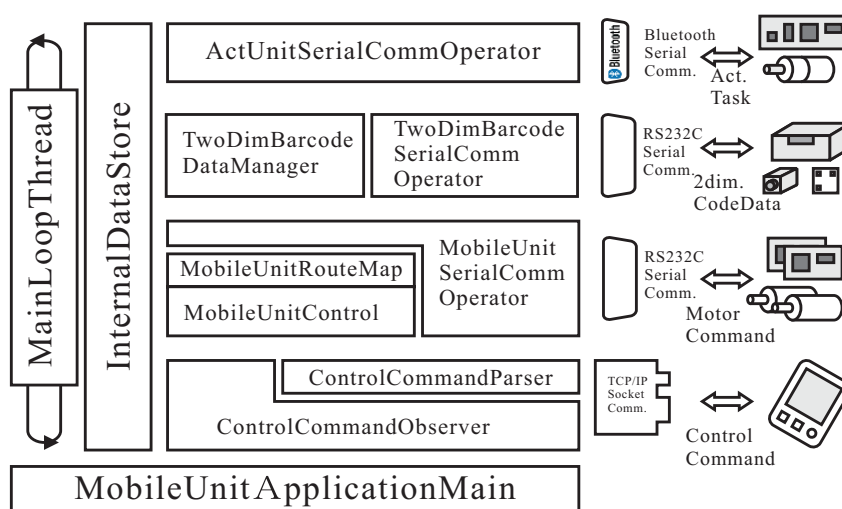 MainLoopThread
InternalDataStore
ActUnitSerialCommOperator
Bluetooth
Bluetooth
Serial
Comm.
Act.
Task
TwoDimBarcode
DataManager
TwoDimBarcode
SerialComm
Operator
RS232C
Serial
Comm.
2dim.
CodeData
MobileUnitRouteMap
MobileUnitControl
MobileUnit
SerialComm
Operator
RS232C
Serial
Comm.
Motor
Command
ControlCommandParser
ControlCommandObserver
TCP/IP
Socket
Comm.
Control
Command
MobileUnitApplicationMain